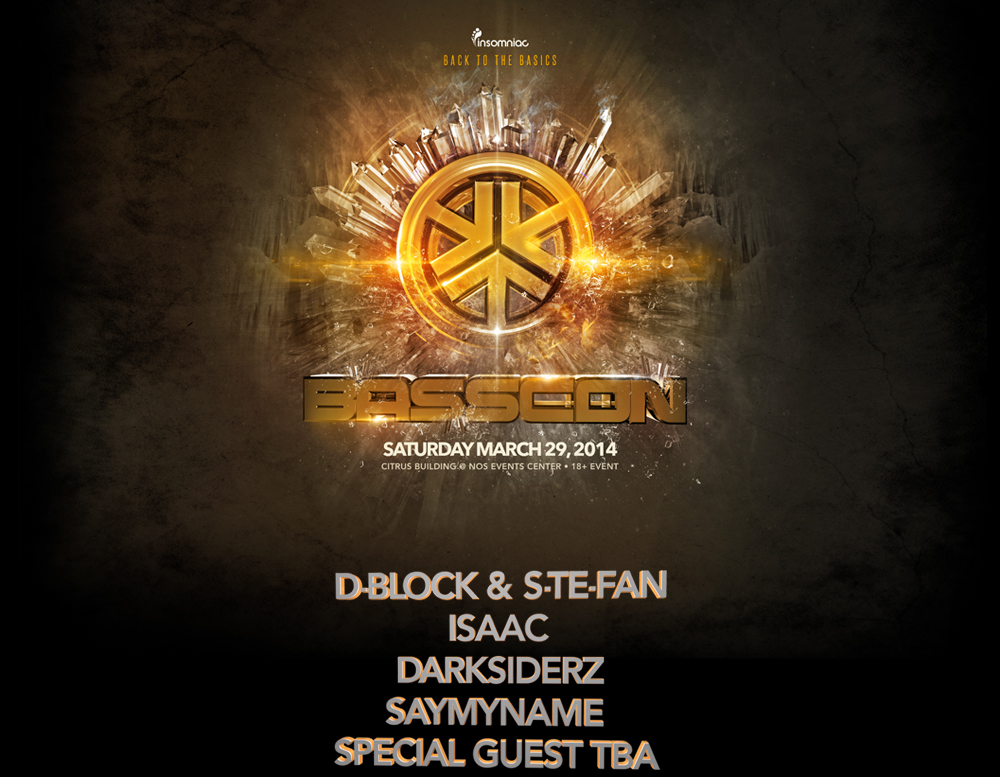 insomniac
BACK TO THE BASICS
BASSCON
SATURDAY MARCH 29, 2014
CITRUS BUILDING @ NOS EVENTS CENTER • 18+ EVENT
D-BLOCK & S-TE-FAN
ISAAC
DARKSIDERZ
SAYMYNAME
SPECIAL GUEST TBA